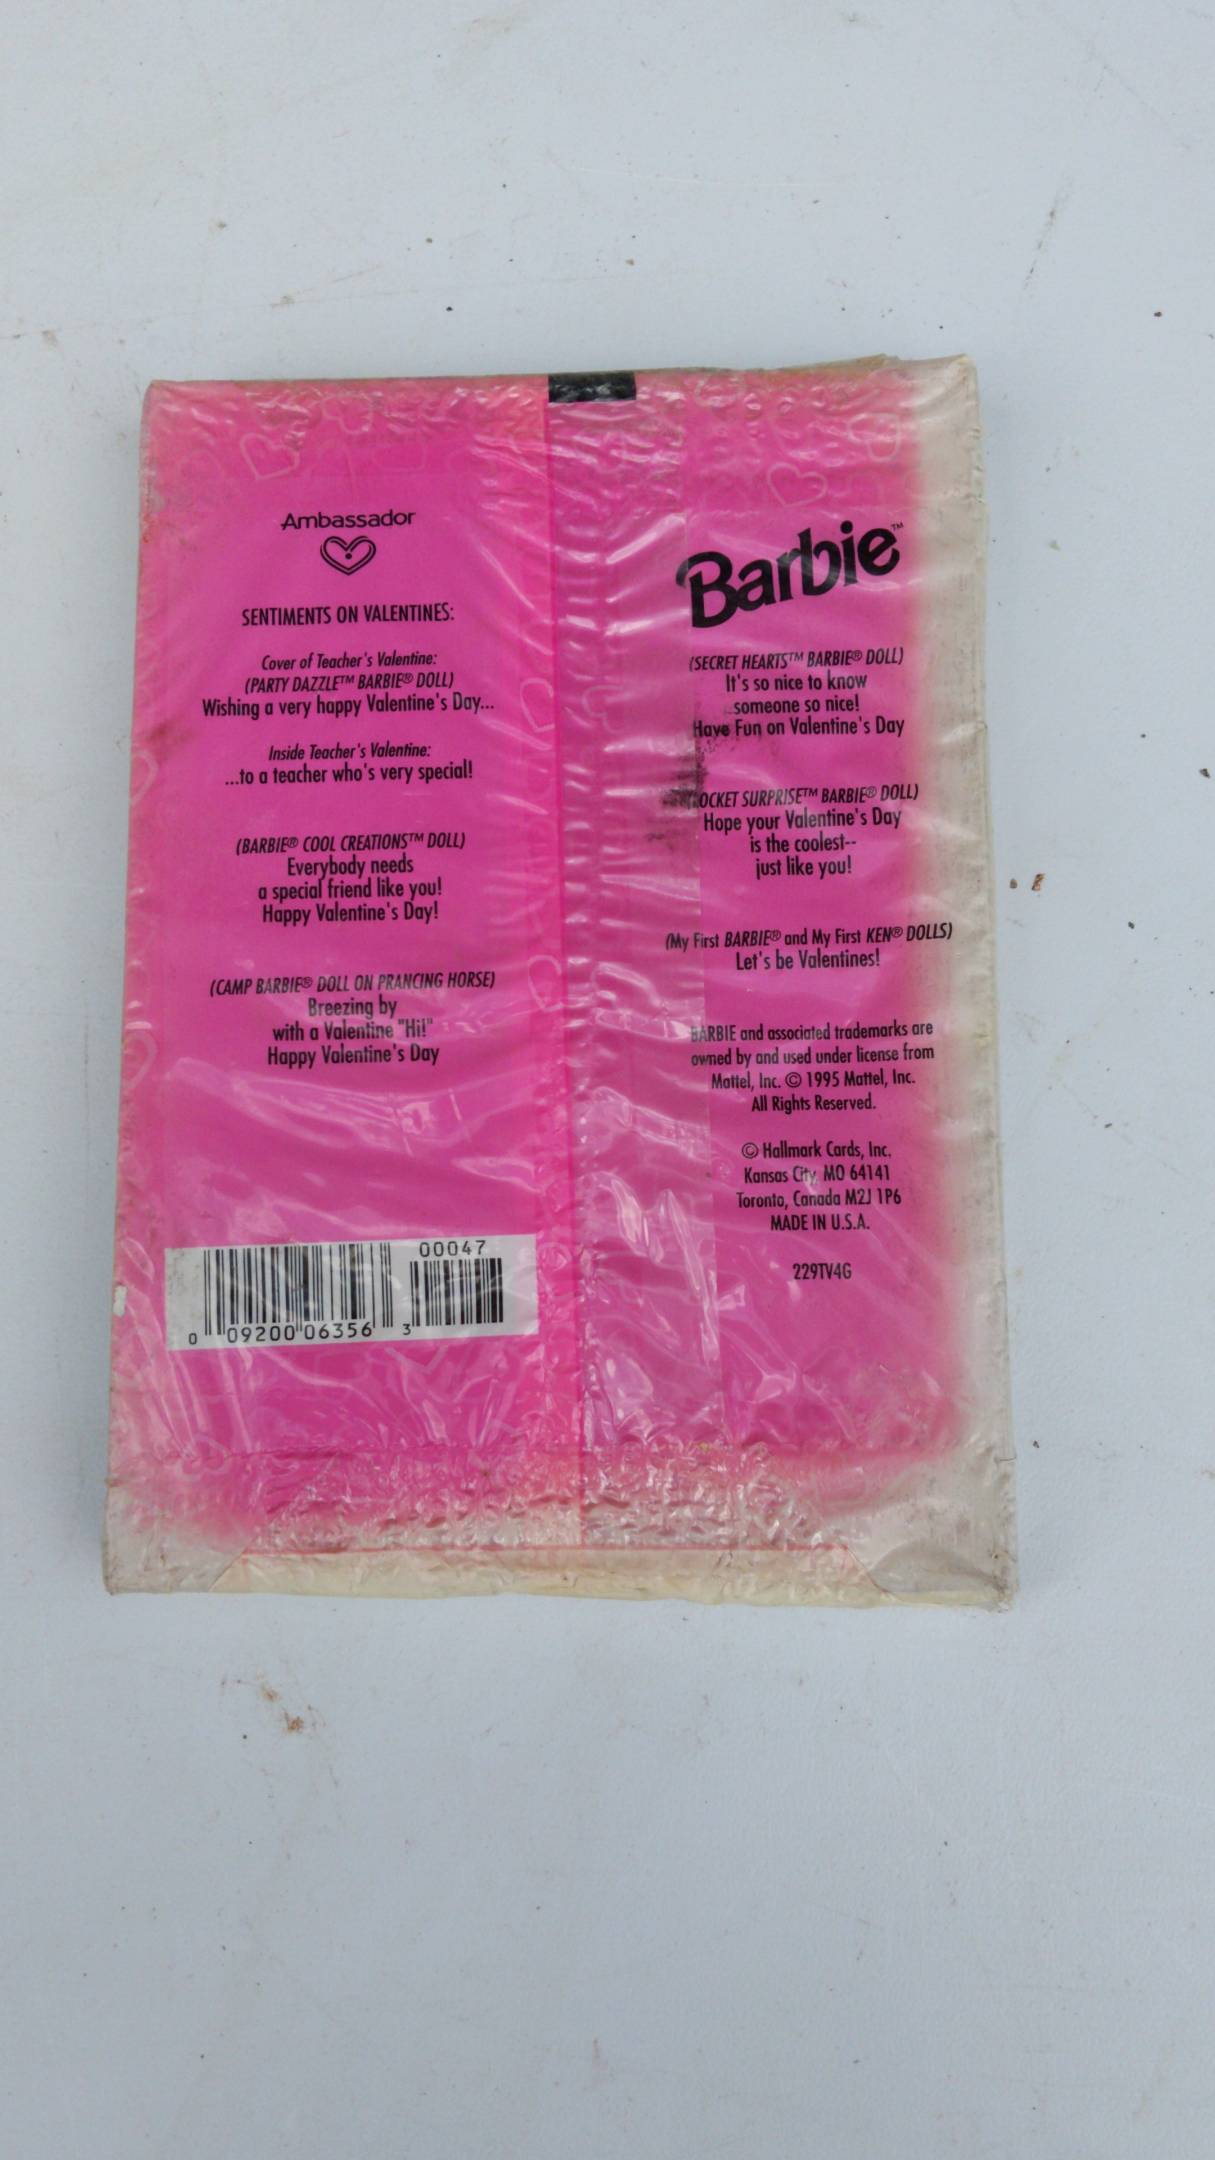 Ambassador
SENTIMENTS ON VALENTINES:
Cover of Teacher's Valentine:
(PARTY DAZZLE™ BARBIE® DOLL)
Wishing a very happy Valentine's Day...
Inside Teacher's Valentine:
...to a teacher who's very special!
(BARBIE® COOL CREATIONS™ DOLL)
Everybody needs
a special friend like you!
Happy Valentine's Day!
(CAMP BARBIE® DOLL ON PRANCING HORSE)
Breezing by
with a Valentine "Hi!"
Happy Valentine's Day
00047
0 09200 06356 3
Barbie™
(SECRET HEARTS™ BARBIE® DOLL)
It's so nice to know
someone so nice!
Have Fun on Valentine's Day
SURPRISE™ BARBIE® DOLL)
Hope your Valentine's Day
is the coolest--
just like you!
(My First BARBIE® and My First KEN® DOLLS)
Let's be Valentines!
BARBIE and associated trademarks are
owned by and used under license from
Mattel, Inc. © 1995 Mattel, Inc.
All Rights Reserved.
© Hallmark Cards, Inc.
Kansas City, MO 64141
Toronto, Canada M2J 1P6
MADE IN U.S.A.
229TV4G